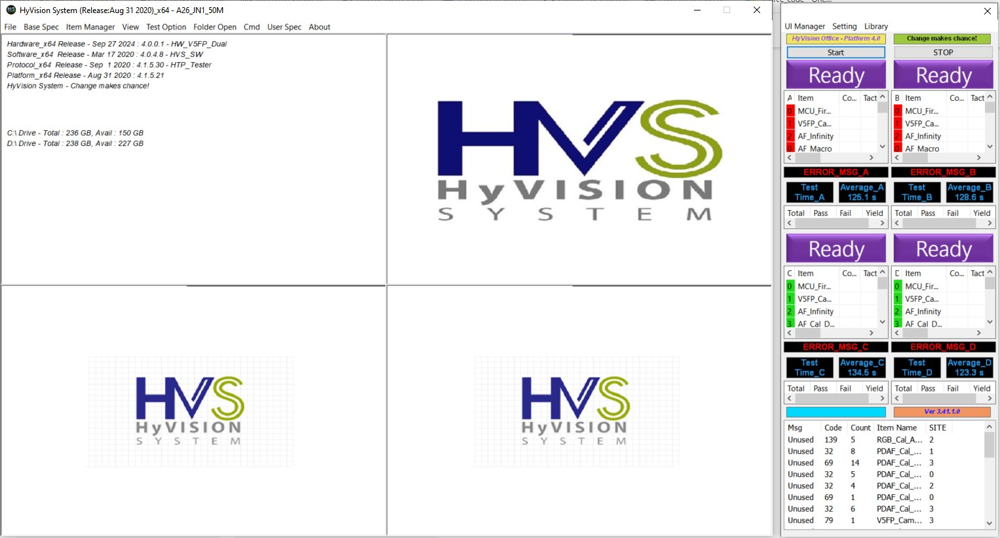 HyVision System (Release:Aug 31 2020)_x64 - A26_JN1_50M
File Base Spec Item Manager View Test Option Folder Open Cmd User Spec About
Hardware_x64 Release - Sep 27 2024 : 4.0.0.1 - HW_V5FP_Dual
Software_x64 Release - Mar 17 2020 : 4.0.4.8 - HVS_SW
Protocol_x64 Release - Sep 1 2020 : 4.1.5.30 - HTP_Tester
Platform_x64 Release - Aug 31 2020 : 4.1.5.21
HyVision System - Change makes chance!
C:\ Drive - Total : 236 GB, Avail : 150 GB
D:\ Drive - Total : 238 GB, Avail : 227 GB
HVS
HyVISION
SYSTEM
HVS
HyVISION
SYSTEM
HVS
HyVISION
SYSTEM
UI Manager Setting Library
HyVision Office - Platform 4.0 Change makes chance!
Start STOP
Ready Ready
A Item Co... Tact B Item Co... Tact
0 MCU_Fir... 0 MCU_Fir...
1 V5FP_Ca... 1 V5FP_Ca...
2 AF_Infinity 2 AF_Infinity
0 AF_Macro 0 AF_Macro
ERROR_MSG_A ERROR_MSG_B
Test Average_A Test Average_B
Time_A 125.1 s Time_B 128.6 s
Total Pass Fail Yield Total Pass Fail Yield
Ready Ready
C Item Co... Tact D Item Co... Tact
0 MCU_Fir... 0 MCU_Fir...
1 V5FP_Ca... 1 V5FP_Ca...
2 AF_Infinity 2 AF_Infinity
3 AF_Cal_D... 3 AF_Cal_D...
ERROR_MSG_C ERROR_MSG_D
Test Average_C Test Average_D
Time_C 134.5 s Time_D 123.3 s
Total Pass Fail Yield Total Pass Fail Yield
Ver 3.41.1.0
Msg Code Count Item Name SITE
Unused 139 5 RGB_Cal_A... 2
Unused 32 8 PDAF_Cal_... 1
Unused 69 14 PDAF_Cal_... 3
Unused 32 5 PDAF_Cal_... 0
Unused 32 4 PDAF_Cal_... 2
Unused 69 1 PDAF_Cal_... 0
Unused 32 6 PDAF_Cal_... 3
Unused 79 1 V5FP_Cam... 3